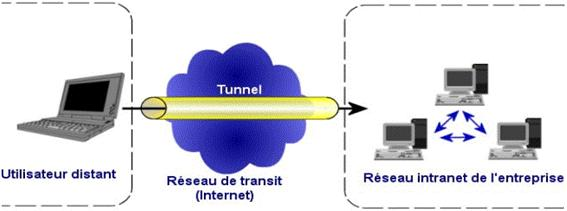 Tunnel
Utilisateur distant
Réseau de transit
(Internet)
Réseau intranet de l'entreprise